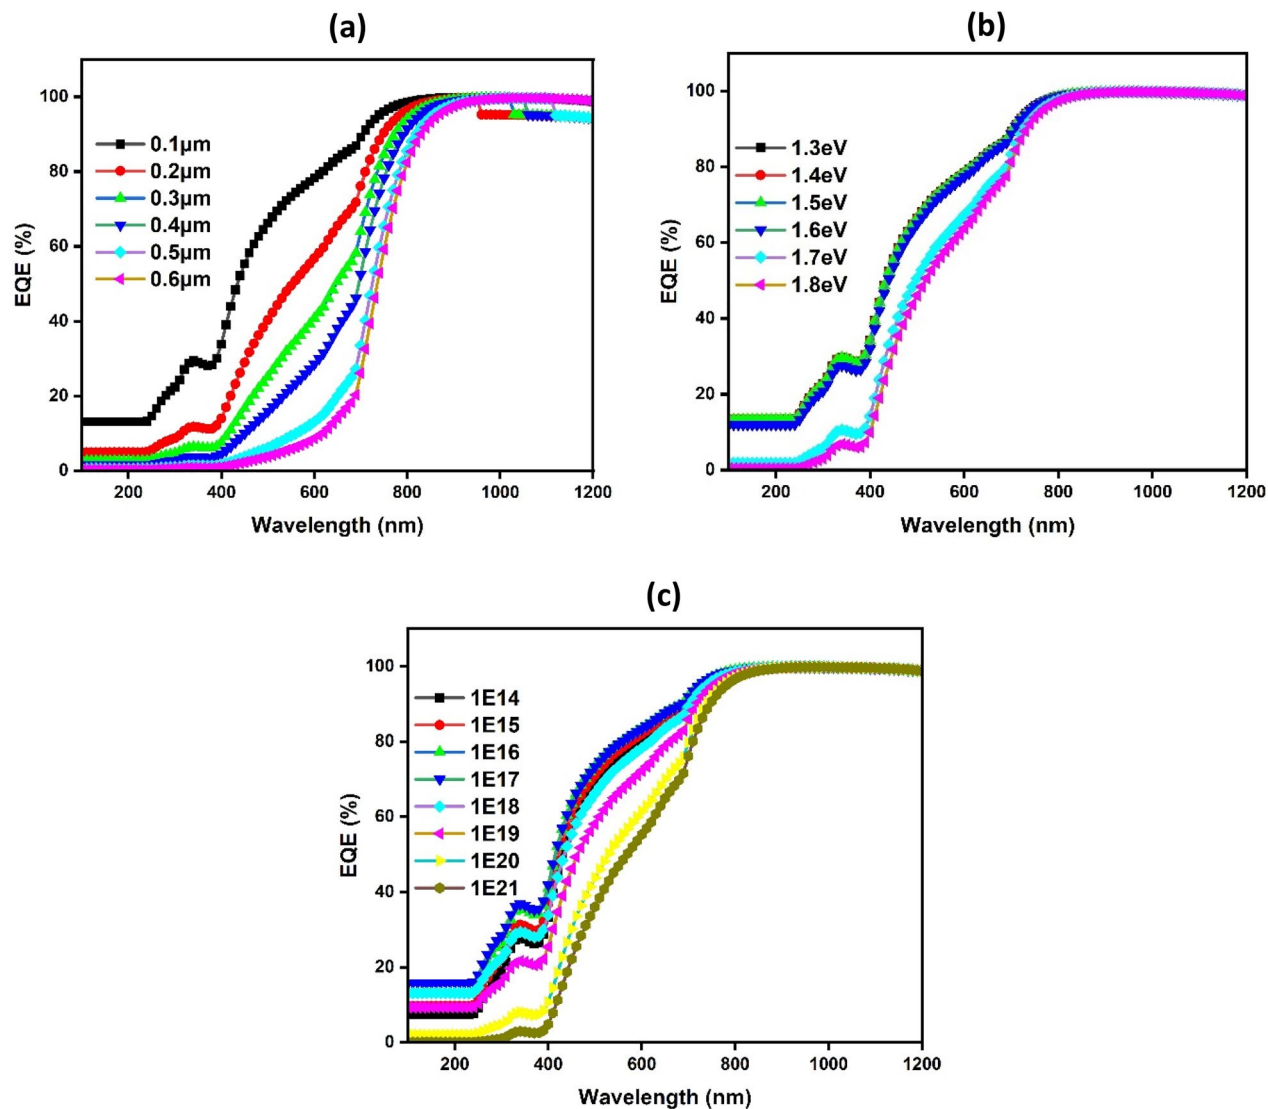 (a)
EQE (%)
100
80
60
40
20
0
0.1μm
0.2μm
0.3μm
0.4μm
0.5μm
0.6μm
200
400
600
800
1000
1200
Wavelength (nm)
(b)
EQE (%)
100
80
60
40
20
0
1.3eV
1.4eV
1.5eV
1.6eV
1.7eV
1.8eV
200
400
600
800
1000
1200
Wavelength (nm)
(c)
EQE (%)
100
80
60
40
20
0
1E14
1E15
1E16
1E17
1E18
1E19
1E20
1E21
200
400
600
800
1000
1200
Wavelength (nm)